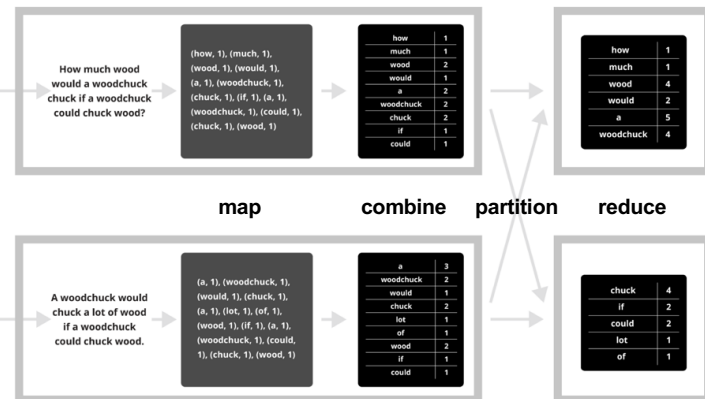 How much wood
would a woodchuck
chuck if a woodchuck
could chuck wood?
(how, 1), (much, 1),
(wood, 1), (would, 1),
(a, 1), (woodchuck, 1),
(chuck, 1), (if, 1), (a, 1),
(woodchuck, 1), (could, 1),
(chuck, 1), (wood, 1)
how 1
much 1
wood 2
would 1
a 2
woodchuck 2
chuck 2
if 1
could 1
how 1
much 1
wood 4
would 2
a 5
woodchuck 4
map combine partition reduce
A woodchuck would
chuck a lot of wood
if a woodchuck
could chuck wood.
(a, 1), (woodchuck, 1),
(would, 1), (chuck, 1),
(a, 1), (lot, 1), (of, 1),
(wood, 1), (if, 1), (a, 1),
(woodchuck, 1), (could,
1), (chuck, 1), (wood, 1)
a 3
woodchuck 2
would 1
chuck 2
lot 1
of 1
wood 2
if 1
could 1
chuck 4
if 2
could 2
lot 1
of 1